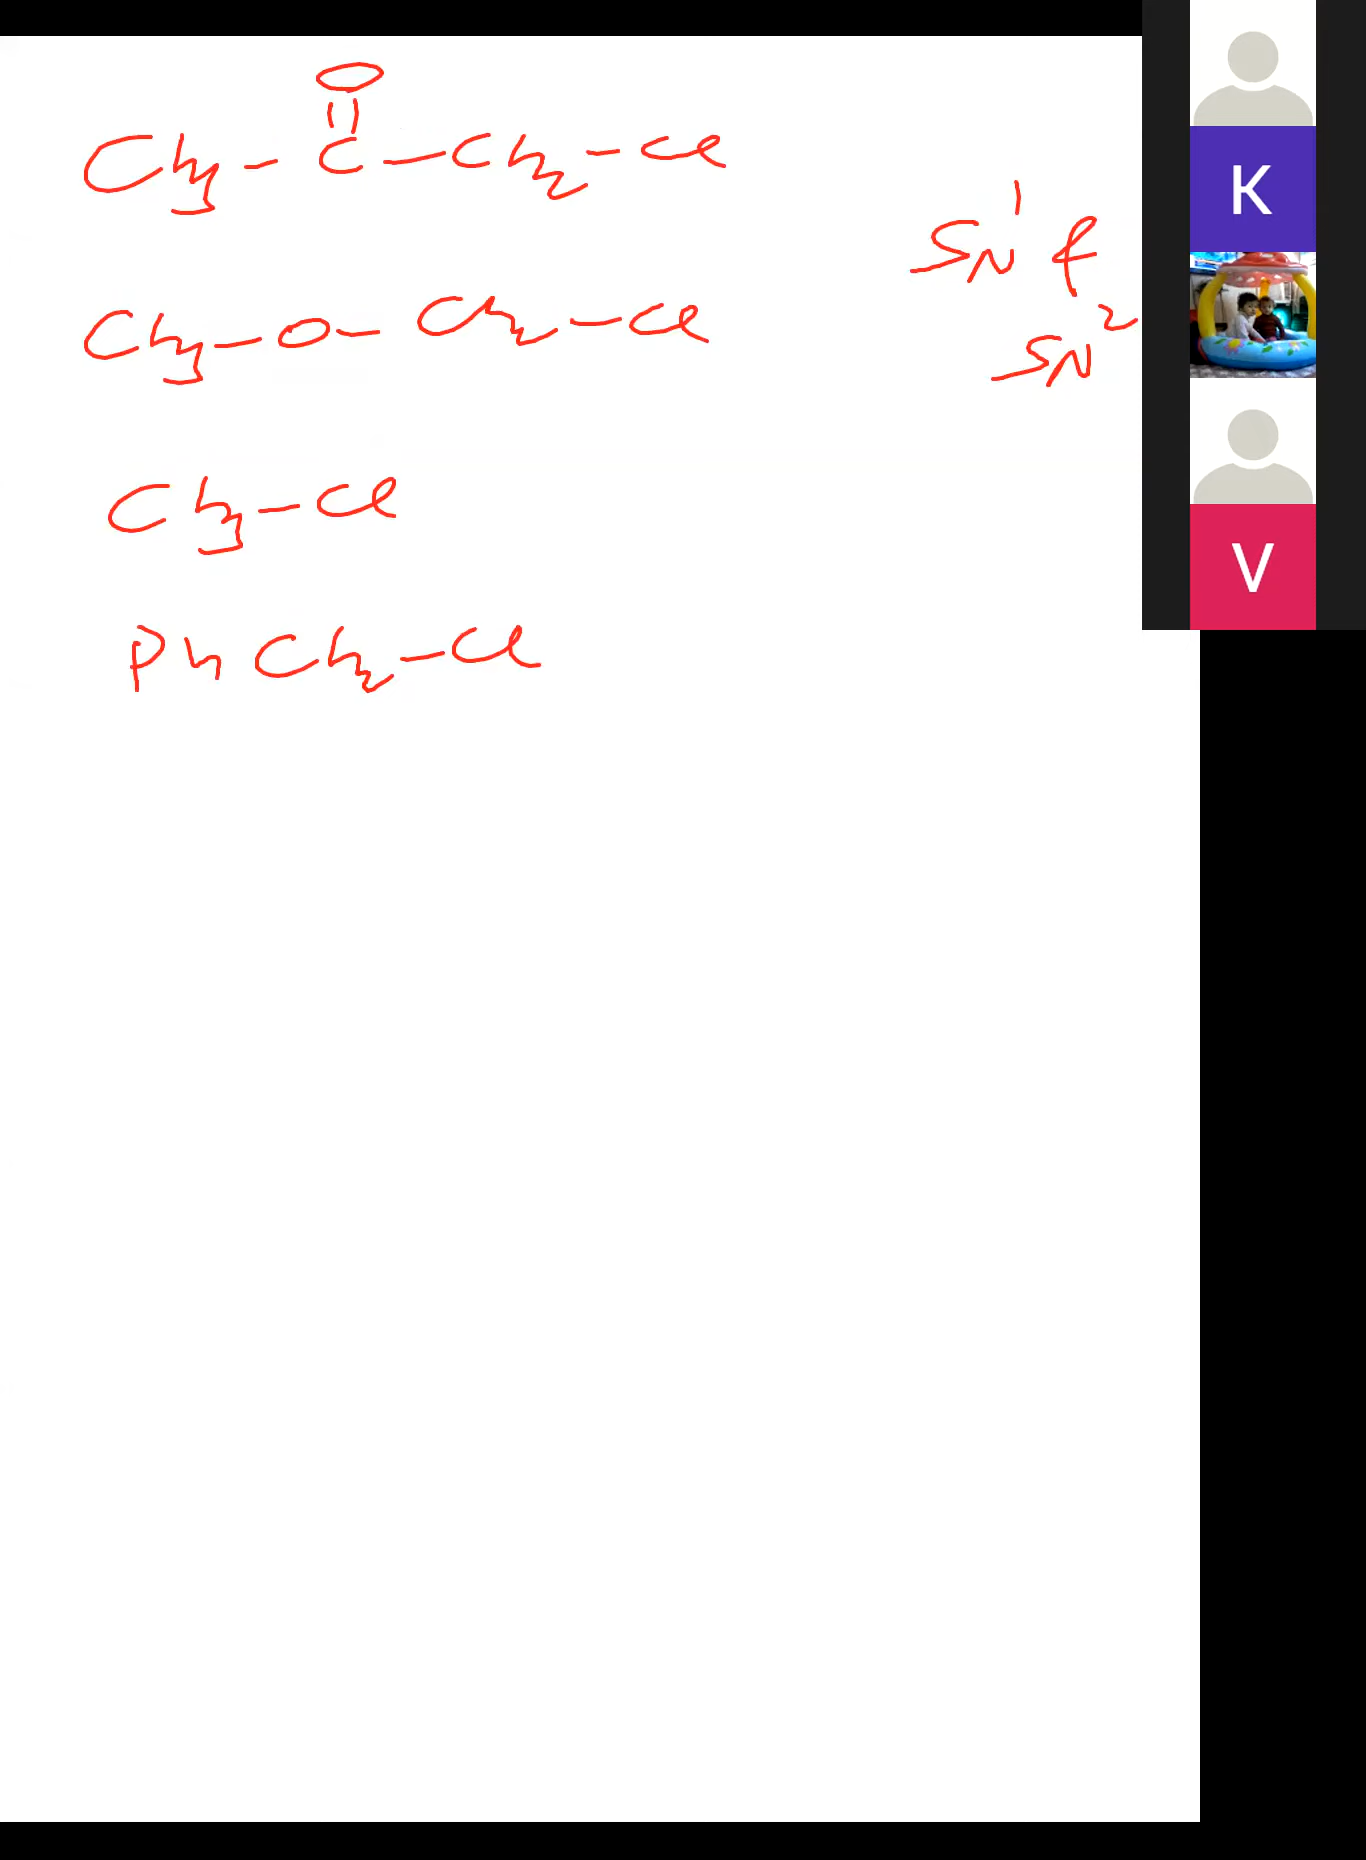 O
||
CH3 - C - CH2 - Cl
CH3 - O - CH2 - Cl
CH3 - Cl
PhCH2 - Cl
SN1 &
SN2
K
V